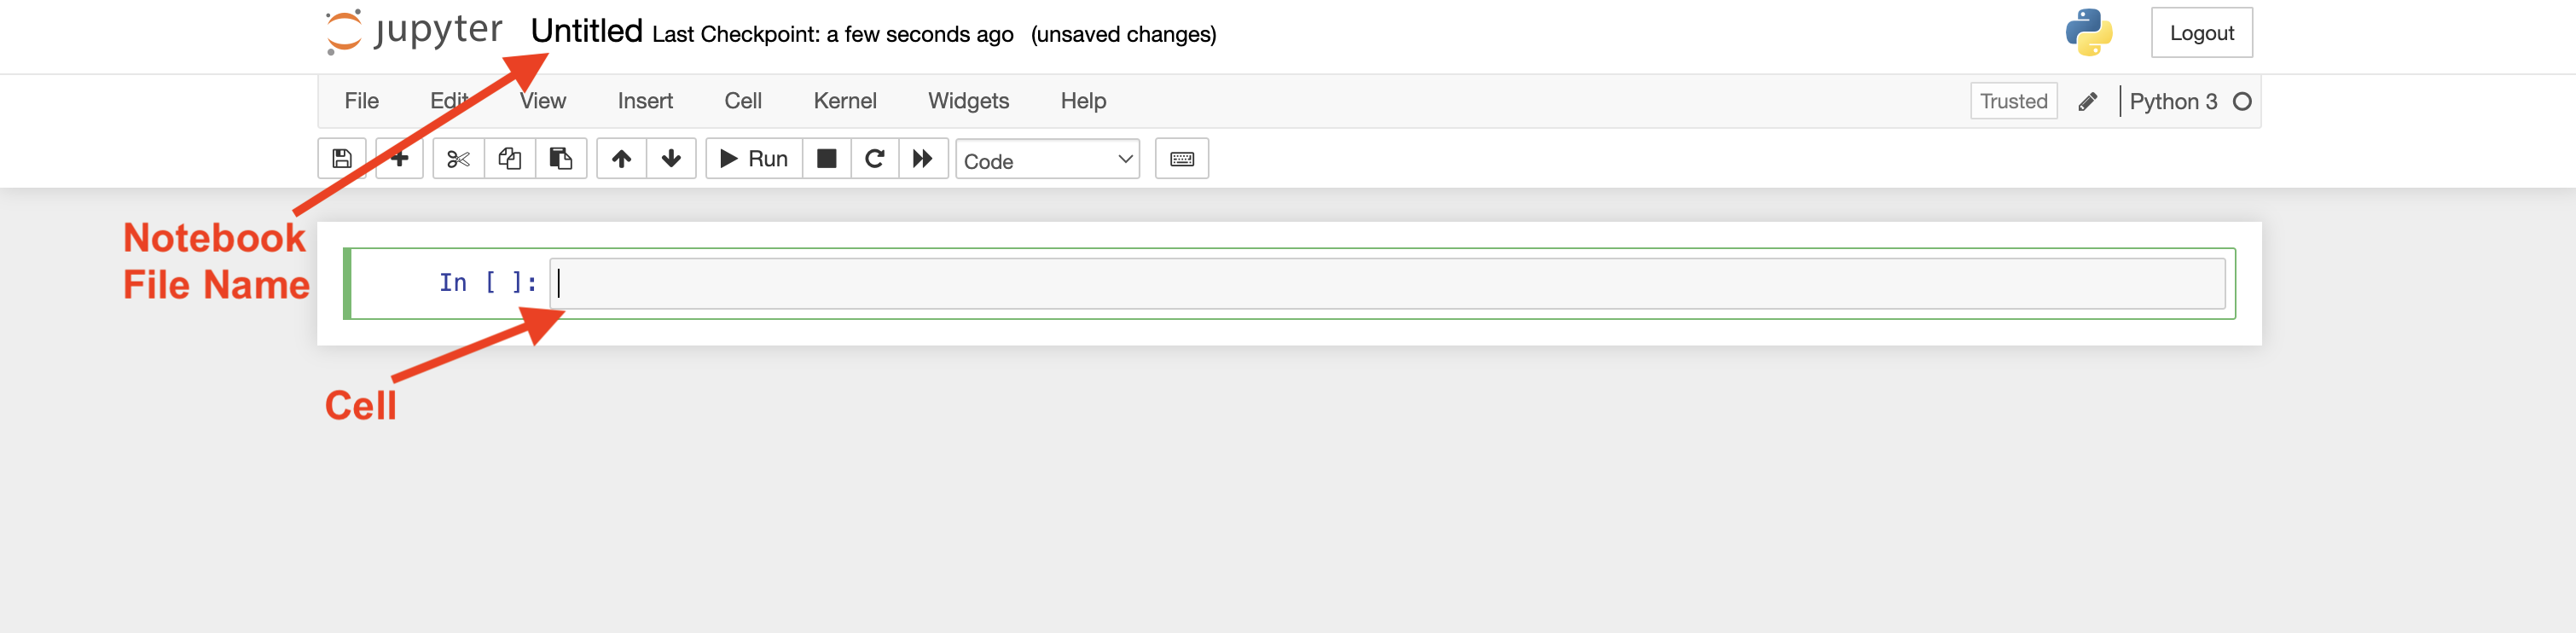 jupyter Untitled Last Checkpoint: a few seconds ago (unsaved changes) Logout
File Edit View Insert Cell Kernel Widgets Help Trusted Python 3
Run Code
Notebook
File Name
In [ ]:
Cell